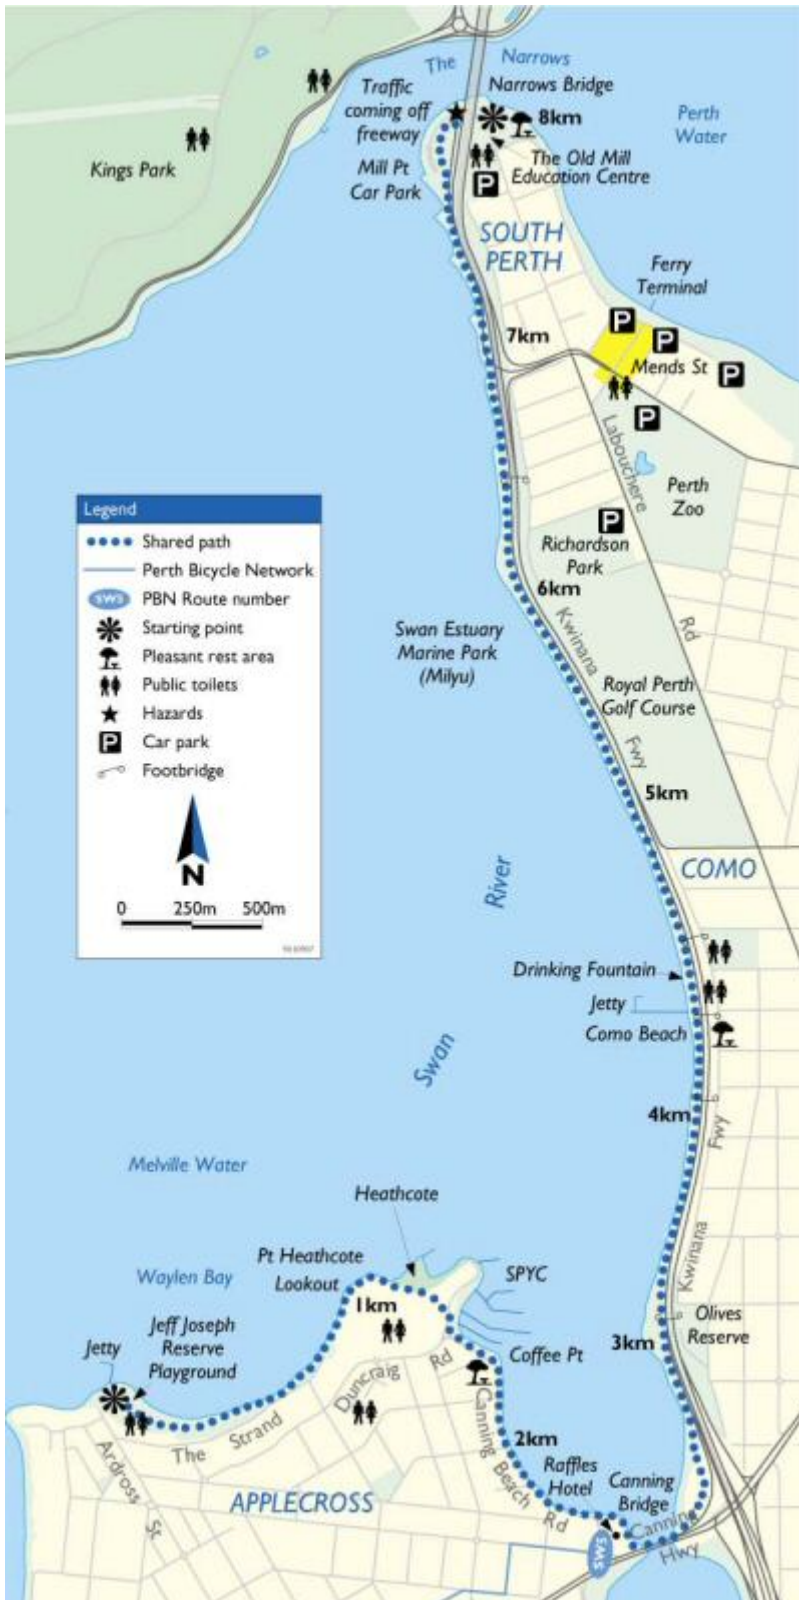 The Narrows
Narrows Bridge
Traffic
coming off
freeway
8km
Perth
Water
Kings Park
Mill Pt
Car Park
The Old Mill
Education Centre
P
SOUTH
PERTH
Ferry
Terminal
P
P
7km
Mends St
P
P
Labouchere
Rd
Perth
Zoo
P
Richardson
Park
6km
Legend
Shared path
Perth Bicycle Network
SW5
PBN Route number
Starting point
Pleasant rest area
Public toilets
Hazards
P
Car park
Footbridge
N
0 250m 500m
Kwinana
Fwy
Swan Estuary
Marine Park
(Milyu)
Royal Perth
Golf Course
5km
COMO
Swan River
Drinking Fountain
Jetty
Como Beach
4km
Fwy
Kwinana
Melville Water
Heathcote
Pt Heathcote
Lookout
SPYC
Waylen Bay
1km
Jeff Joseph
Reserve
Playground
Jetty
Olives
Reserve
3km
Coffee Pt
Duncraig Rd
The Strand
Ardross St
Canning Beach Rd
2km
Raffles
Hotel
Canning
Bridge
APPLECROSS
SW5
Canning
Hwy